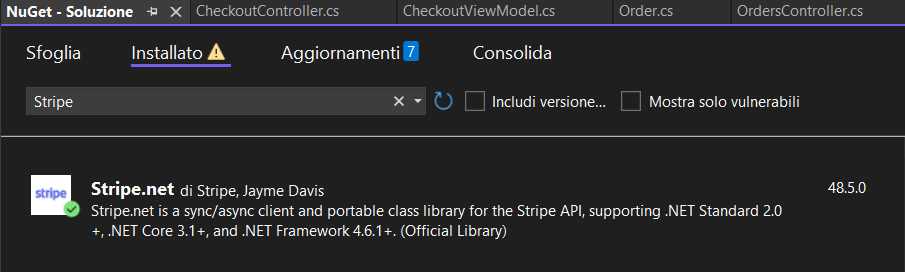 NuGet - Soluzione CheckoutController.cs CheckoutViewModel.cs Order.cs OrdersController.cs
Sfoglia Installato Aggiornamenti 7 Consolida
Stripe Includi versione... Mostra solo vulnerabili
stripe Stripe.net di Stripe, Jayme Davis 48.5.0
Stripe.net is a sync/async client and portable class library for the Stripe API, supporting .NET Standard 2.0
+, .NET Core 3.1+, and .NET Framework 4.6.1+. (Official Library)